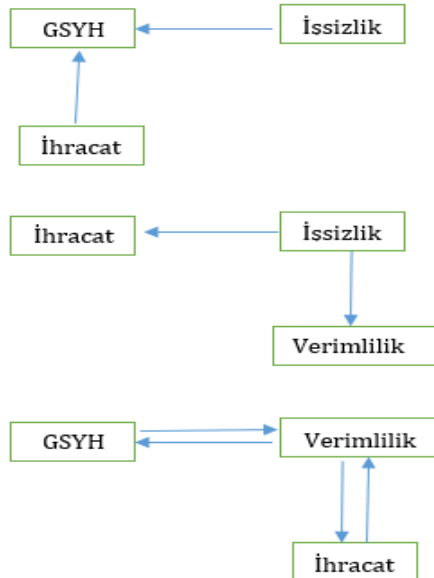 GSYH
İşsizlik
İhracat
İhracat
İşsizlik
Verimlilik
GSYH
Verimlilik
İhracat